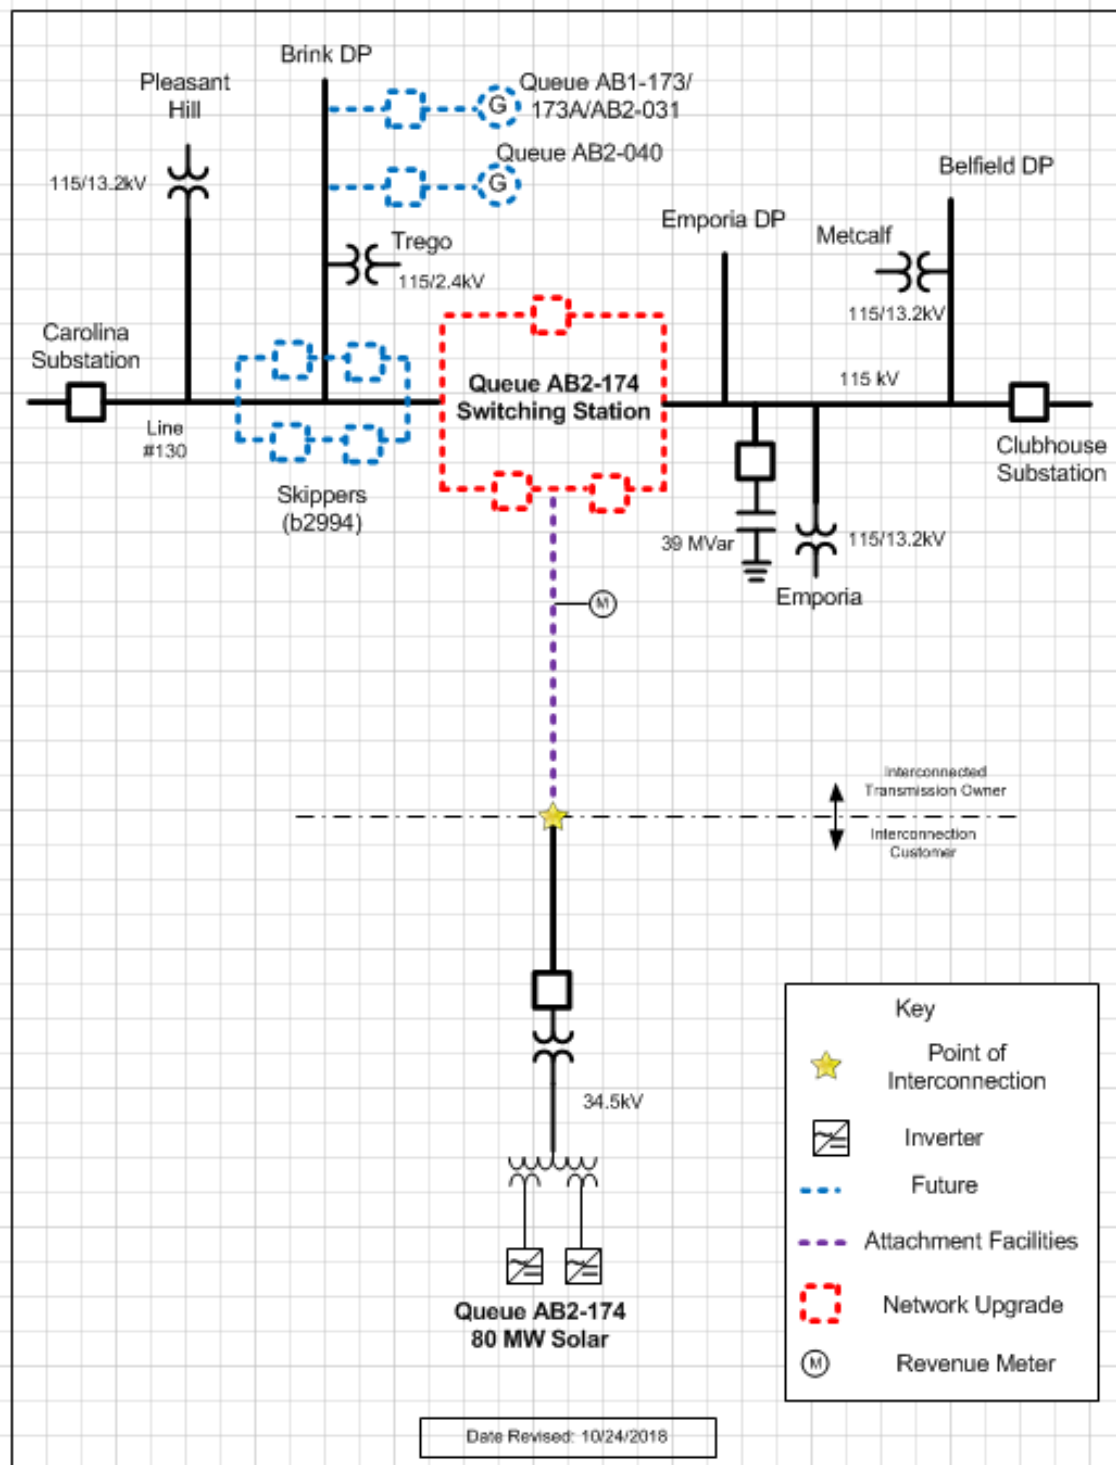 Brink DP
Pleasant
Hill
Queue AB1-173/
173A/AB2-031
G
Queue AB2-040
G
115/13.2kV
Belfield DP
Emporia DP
Metcalf
Trego
115/2.4kV
115/13.2kV
Carolina
Substation
Queue AB2-174
Switching Station
115 kV
Line
#130
Clubhouse
Substation
Skippers
(b2994)
39 MVar
115/13.2kV
Emporia
M
Interconnected
Transmission Owner
Interconnection
Customer
Key
Point of
Interconnection
34.5kV
Inverter
Future
Attachment Facilities
Queue AB2-174
80 MW Solar
Network Upgrade
M
Revenue Meter
Date Revised: 10/24/2018